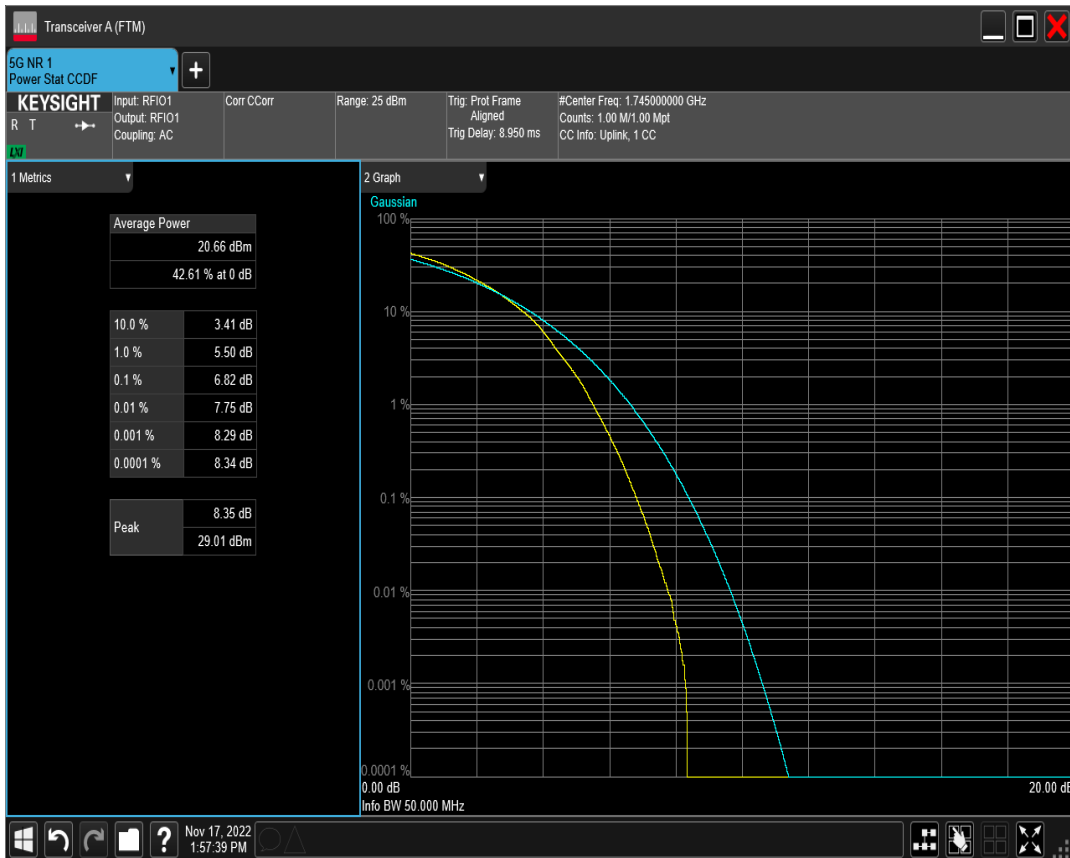 Transceiver A (FTM)
5G NR 1
Power Stat CCDF
+
KEYSIGHT
R T
LXI
Input: RFIO1
Output: RFIO1
Coupling: AC
Corr CCorr
Range: 25 dBm
Trig: Prot Frame
Aligned
Trig Delay: 8.950 ms
#Center Freq: 1.745000000 GHz
Counts: 1.00 M/1.00 Mpt
CC Info: Uplink, 1 CC
1 Metrics
Average Power
20.66 dBm
42.61 % at 0 dB
10.0 % 3.41 dB
1.0 % 5.50 dB
0.1 % 6.82 dB
0.01 % 7.75 dB
0.001 % 8.29 dB
0.0001 % 8.34 dB
Peak 8.35 dB
29.01 dBm
2 Graph
Gaussian
100 %
10 %
1 %
0.1 %
0.01 %
0.001 %
0.0001 %
0.00 dB 20.00 dB
Info BW 50.000 MHz
?
Nov 17, 2022
1:57:39 PM